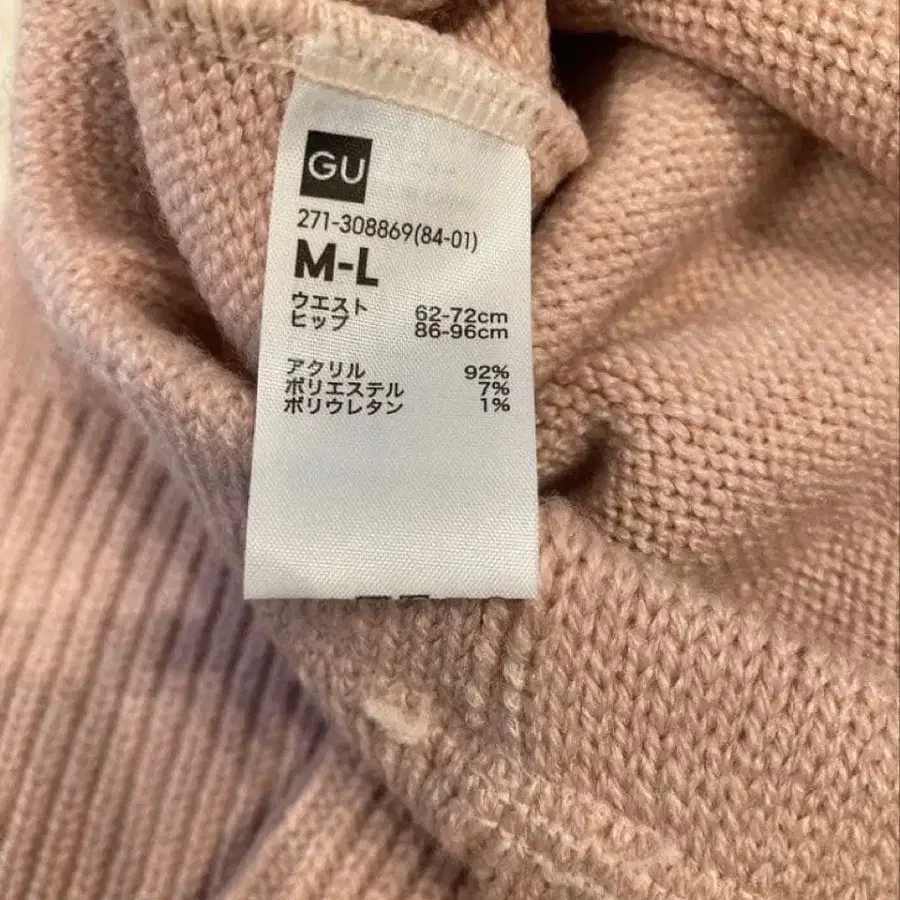 GU
271-308869(84-01)
M-L
ウエスト 62-72cm
ヒップ 86-96cm
アクリル 92%
ポリエステル 7%
ポリウレタン 1%